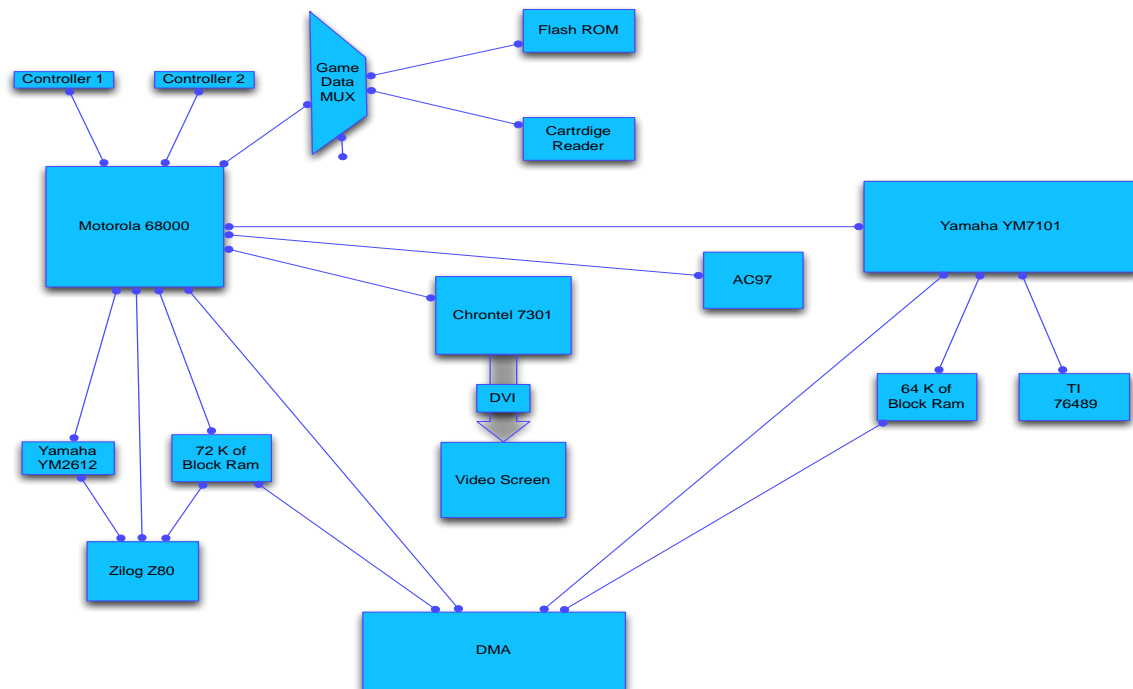 Flash ROM
Game
Data
MUX
Controller 1
Controller 2
Cartrdige
Reader
Motorola 68000
Yamaha YM7101
AC97
Chrontel 7301
DVI
64 K of
Block Ram
TI
76489
Yamaha
YM2612
72 K of
Block Ram
Video Screen
Zilog Z80
DMA